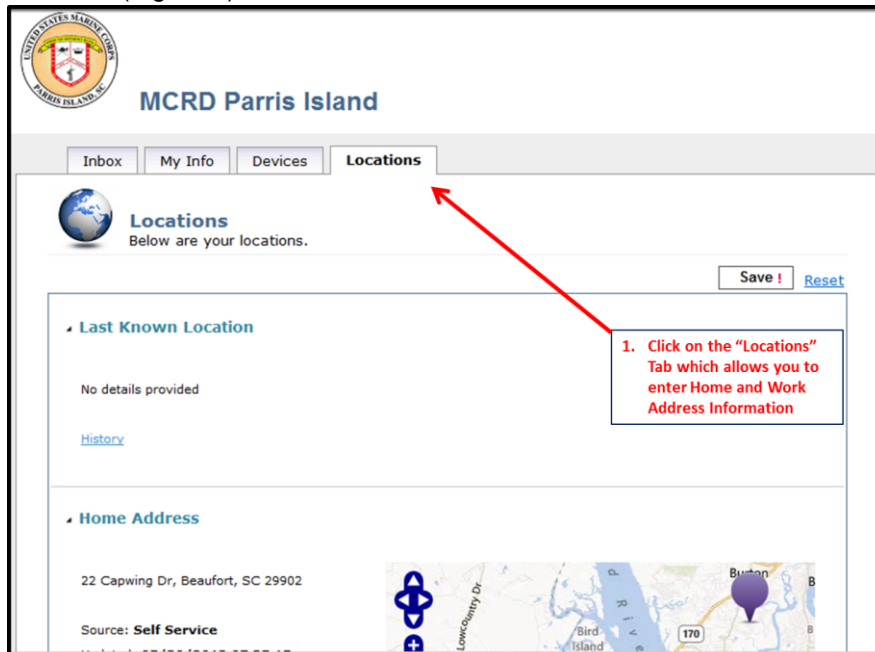 UNITED STATES MARINE CORPS
PARRIS ISLAND, SC
MCRD Parris Island
Inbox My Info Devices Locations
Locations
Below are your locations.
Save ! Reset
Last Known Location
1. Click on the “Locations”
Tab which allows you to
enter Home and Work
Address Information
No details provided
History
Home Address
22 Capwing Dr, Beaufort, SC 29902
Source: Self Service
Lowcountry Dr
Bird
Island
River
170
Burton
B
B